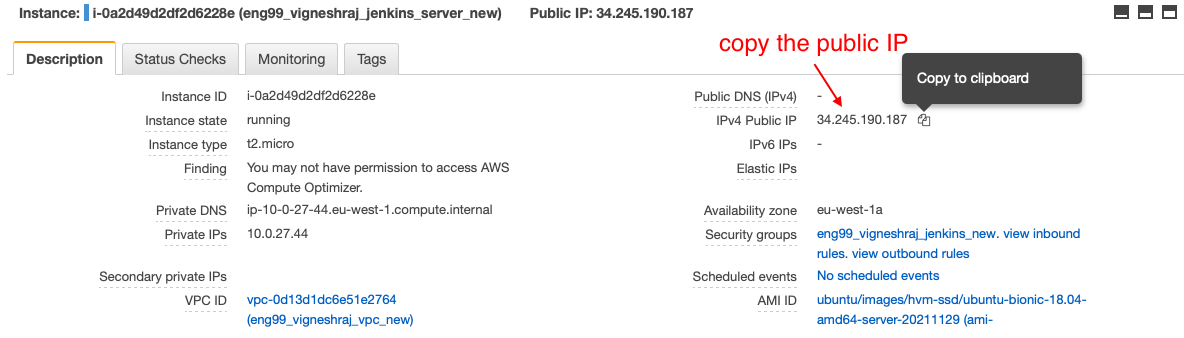 Instance: i-0a2d49d2df2d6228e (eng99_vigneshraj_jenkins_server_new) Public IP: 34.245.190.187
copy the public IP
Description Status Checks Monitoring Tags
Copy to clipboard
Instance ID i-0a2d49d2df2d6228e
Public DNS (IPv4) -
Instance state running
IPv4 Public IP 34.245.190.187
Instance type t2.micro
IPv6 IPs -
Finding You may not have permission to access AWS
Compute Optimizer.
Elastic IPs
Private DNS ip-10-0-27-44.eu-west-1.compute.internal
Availability zone eu-west-1a
Private IPs 10.0.27.44
Security groups eng99_vigneshraj_jenkins_new. view inbound
rules. view outbound rules
Secondary private IPs
Scheduled events No scheduled events
VPC ID vpc-0d13d1dc6e51e2764
(eng99_vigneshraj_vpc_new)
AMI ID ubuntu/images/hvm-ssd/ubuntu-bionic-18.04-
amd64-server-20211129 (ami-